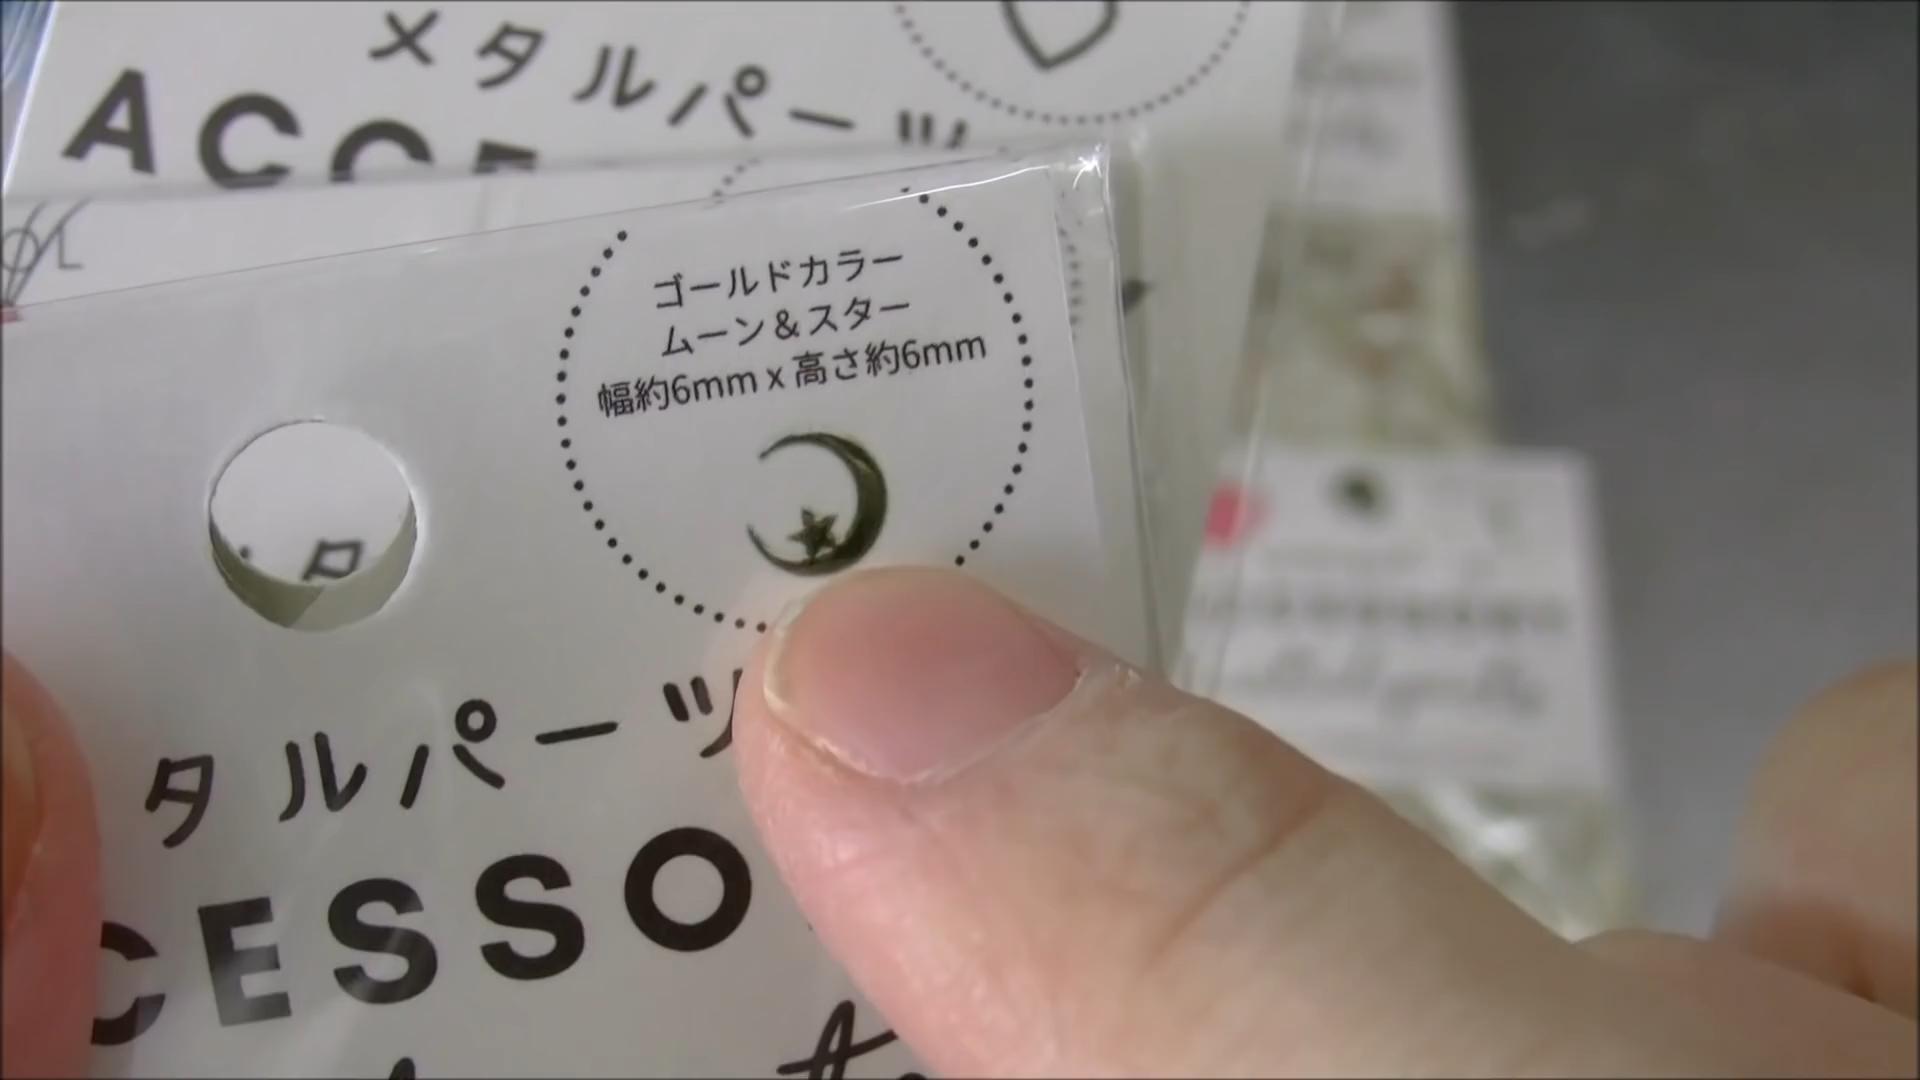 メタルパーツ
ACCE
ゴールドカラー
ムーン&スター
幅約6mm x 高さ約6mm
タ
タルパーツ
CESSO